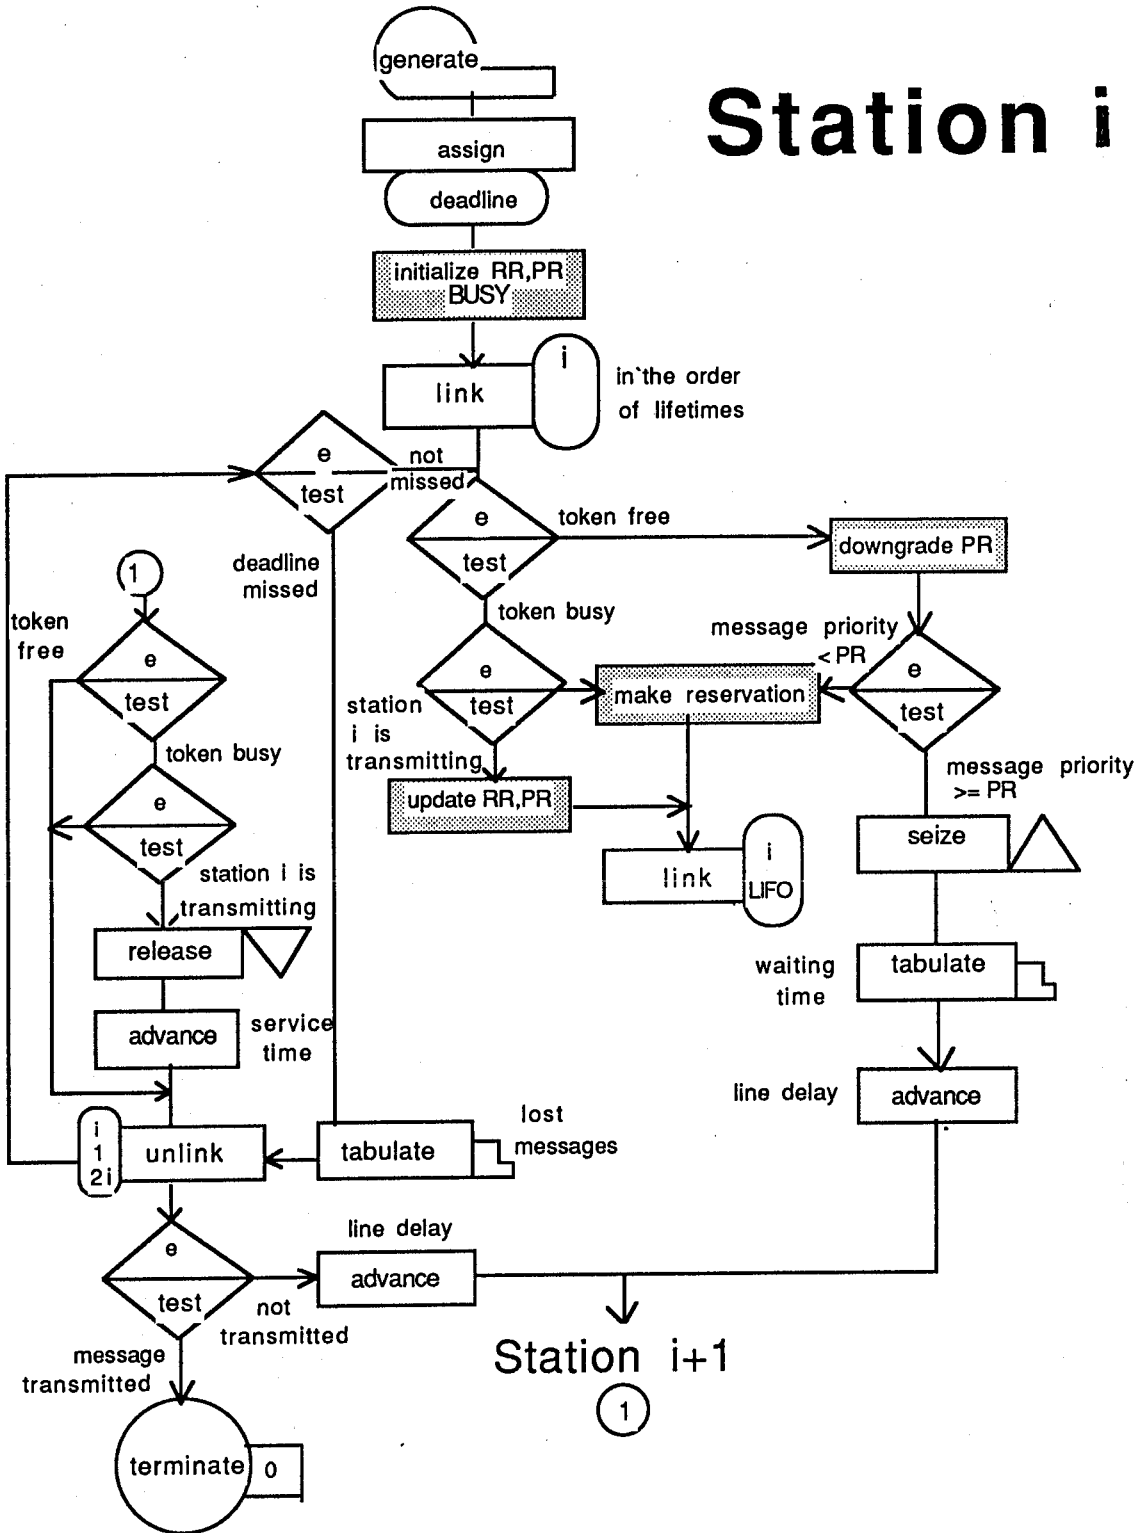 generate
Station i
assign
deadline
initialize RR,PR
BUSY
i
link
in the order
of lifetimes
e
test
not
missed
e
test
token free
downgrade PR
deadline
missed
1
token
free
token busy
message priority
< PR
e
test
e
test
make reservation
e
test
station
i is
transmitting
token busy
message priority
>= PR
update RR,PR
e
test
seize
i
LIFO
link
station i is
transmitting
release
waiting
time
tabulate
advance
service
time
line delay
advance
i
1
2i
unlink
tabulate
lost
messages
line delay
e
test
advance
not
transmitted
message
transmitted
Station i+1
1
terminate
0